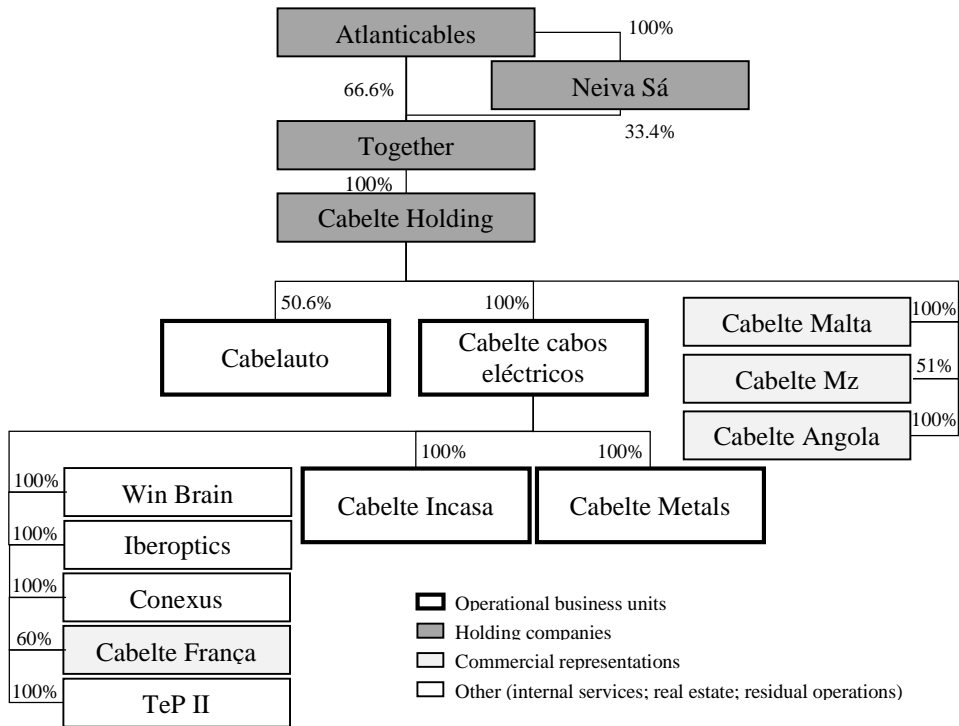 Atlanticables
100%
Neiva Sá
66.6%
33.4%
Together
100%
Cabelte Holding
50.6%
100%
Cabelauto
Cabelte cabos
eléctricos
Cabelte Malta
100%
Cabelte Mz
51%
Cabelte Angola
100%
100%
100%
Cabelte Incasa
Cabelte Metals
100%
Win Brain
100%
Iberoptics
100%
Conexus
60%
Cabelte França
100%
TeP II
Operational business units
Holding companies
Commercial representations
Other (internal services; real estate; residual operations)